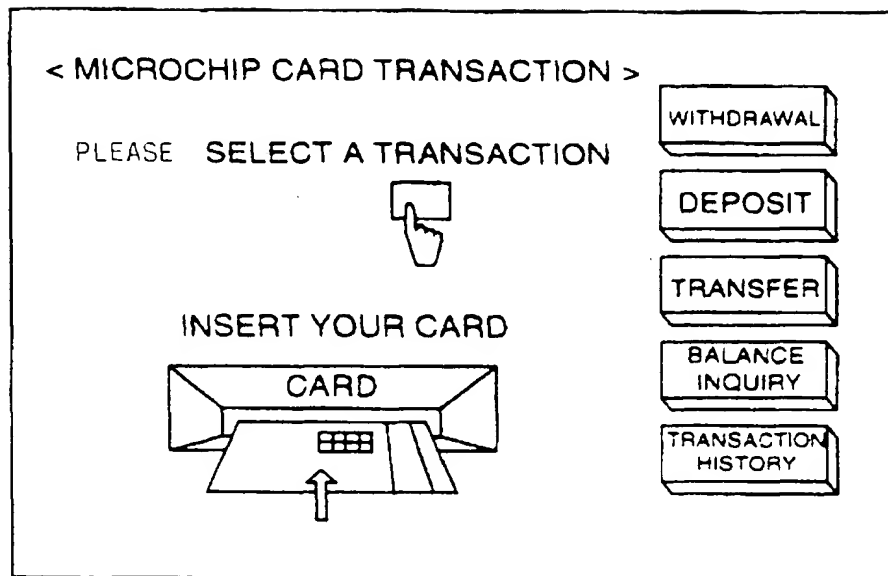 < MICROCHIP CARD TRANSACTION >
PLEASE SELECT A TRANSACTION
INSERT YOUR CARD
CARD
WITHDRAWAL
DEPOSIT
TRANSFER
BALANCE
INQUIRY
TRANSACTION
HISTORY